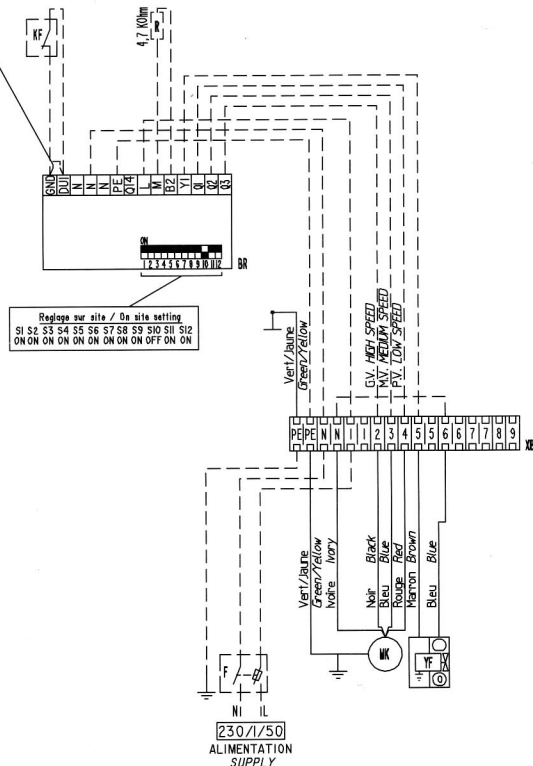 KF
4,7 KOhm
R
GND
DU1
N
N
N
PE
Q14
L
M
B2
Y1
Q1
Q2
Q3
ON
1 2 3 4 5 6 7 8 9 10 11 12
BR
Reglage sur site / On site setting
S1 S2 S3 S4 S5 S6 S7 S8 S9 S10 S11 S12
ON ON ON ON ON ON ON ON ON OFF ON ON
Vert/Jaune
Green/Yellow
G.V. HIGH SPEED
M.V. MEDIUM SPEED
P.V. LOW SPEED
PE PE N N 1 1 2 3 4 5 5 6 6 7 7 8 9
Vert/Jaune
Green/Yellow
Ivoire Ivory
Noir Black
Bleu Blue
Rouge Red
Marron Brown
Bleu Blue
MK
YF
F
N L
230/1/50
ALIMENTATION
SUPPLY